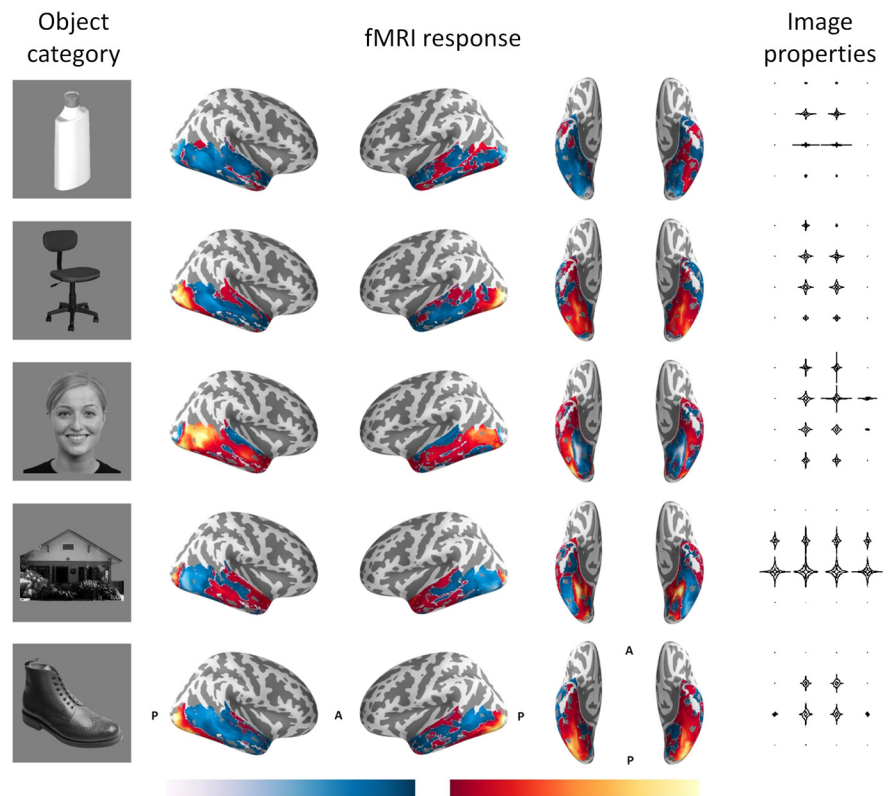 Object
category
fMRI response
Image
properties
A
P
A
P
P